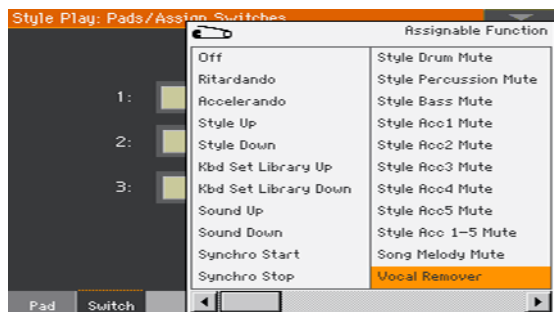 Style Play: Pads/Assign Switches
Assignable Function
1:
2:
3:
Off
Ritardando
Accelerando
Style Up
Style Down
Kbd Set Library Up
Kbd Set Library Down
Sound Up
Sound Down
Synchro Start
Synchro Stop
Style Drum Mute
Style Percussion Mute
Style Bass Mute
Style Acc1 Mute
Style Acc2 Mute
Style Acc3 Mute
Style Acc4 Mute
Style Acc5 Mute
Style Acc 1-5 Mute
Song Melody Mute
Vocal Remover
Pad
Switch